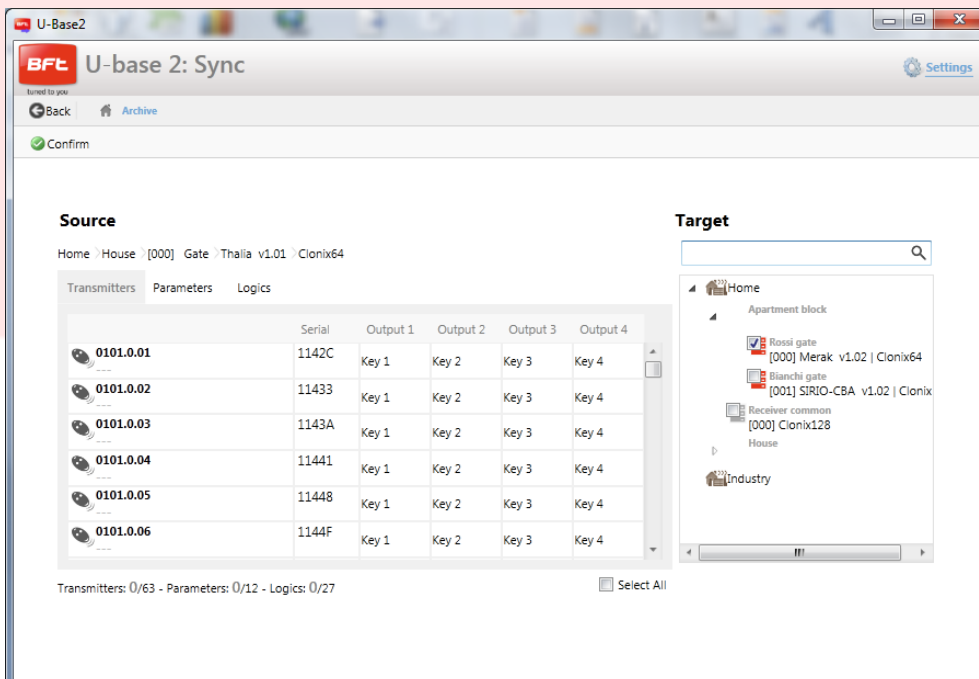 U-Base2
BFt U-base 2: Sync Settings
tuned to you
Back Archive
Confirm
Source
Home House [000] Gate Thalia v1.01 Clonix64
Transmitters Parameters Logics
Serial Output 1 Output 2 Output 3 Output 4
0101.0.01 1142C Key 1 Key 2 Key 3 Key 4
---
0101.0.02 11433 Key 1 Key 2 Key 3 Key 4
---
0101.0.03 1143A Key 1 Key 2 Key 3 Key 4
---
0101.0.04 11441 Key 1 Key 2 Key 3 Key 4
---
0101.0.05 11448 Key 1 Key 2 Key 3 Key 4
---
0101.0.06 1144F Key 1 Key 2 Key 3 Key 4
---
Transmitters: 0/63 - Parameters: 0/12 - Logics: 0/27 Select All
Target
Home
Apartment block
Rossi gate
[000] Merak v1.02 | Clonix64
Bianchi gate
[001] SIRIO-CBA v1.02 | Clonix
Receiver common
[000] Clonix128
House
Industry